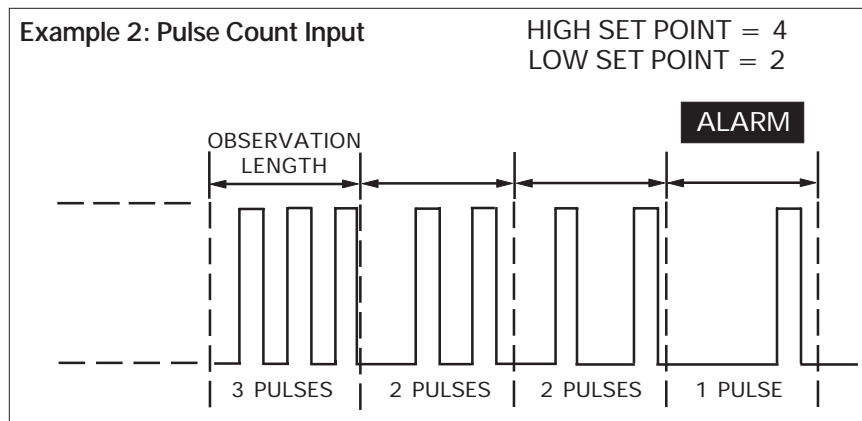 Example 2: Pulse Count Input
HIGH SET POINT = 4
LOW SET POINT = 2
ALARM
OBSERVATION
LENGTH
3 PULSES
2 PULSES
2 PULSES
1 PULSE